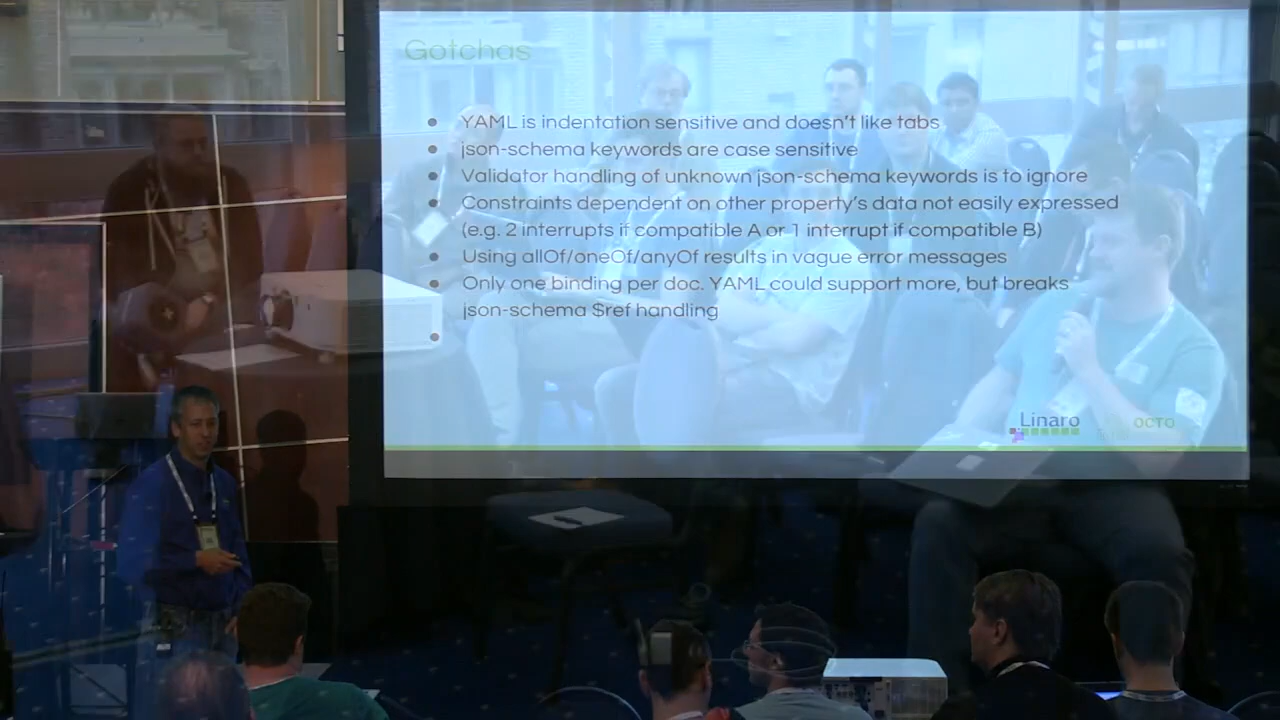 Gotchas
YAML is indentation sensitive and doesn't like tabs
json-schema keywords are case sensitive
Validator handling of unknown json-schema keywords is to ignore
Constraints dependent on other property's data not easily expressed
(e.g. 2 interrupts if compatible A or 1 interrupt if compatible B)
Using allOf/oneOf/anyOf results in vague error messages
Only one binding per doc. YAML could support more, but breaks
json-schema $ref handling
Linaro
OCTO